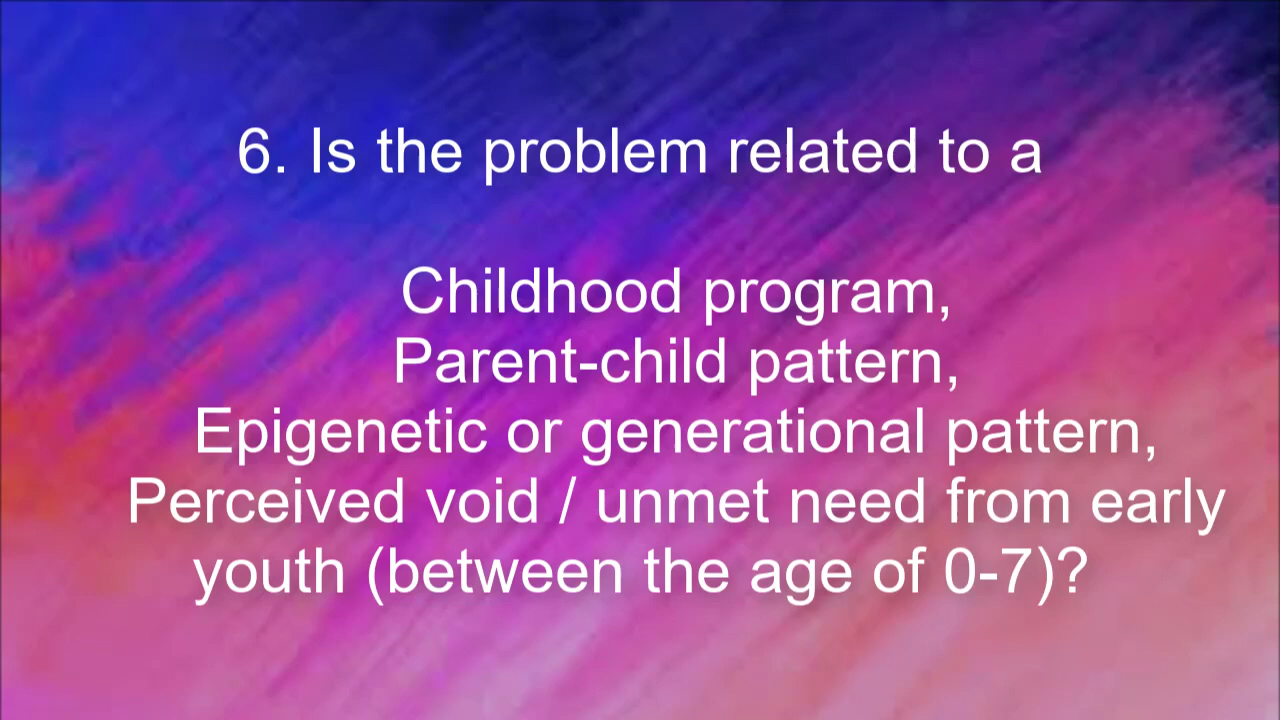 6. Is the problem related to a
Childhood program,
Parent-child pattern,
Epigenetic or generational pattern,
Perceived void / unmet need from early
youth (between the age of 0-7)?